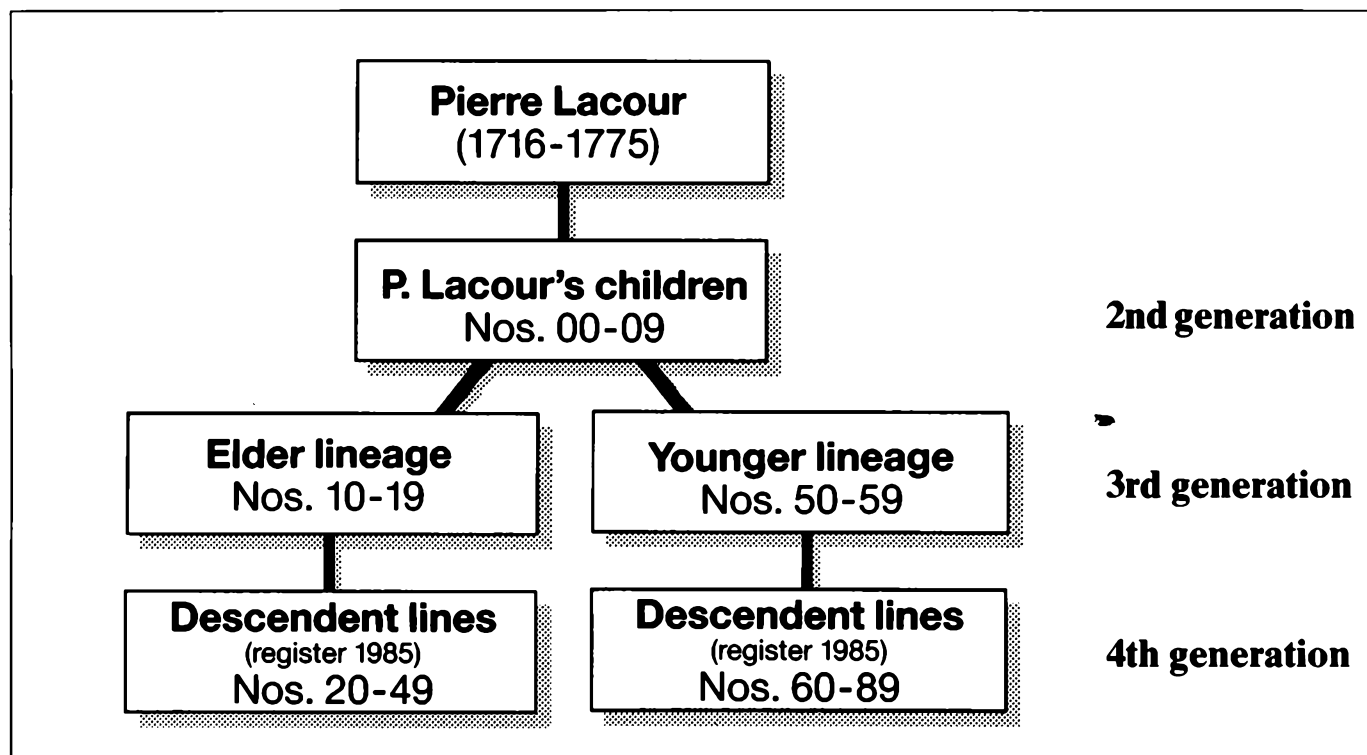 Pierre Lacour
(1716-1775)
P. Lacour's children
Nos. 00-09
2nd generation
Elder lineage
Nos. 10-19
Younger lineage
Nos. 50-59
3rd generation
Descendent lines
(register 1985)
Nos. 20-49
Descendent lines
(register 1985)
Nos. 60-89
4th generation